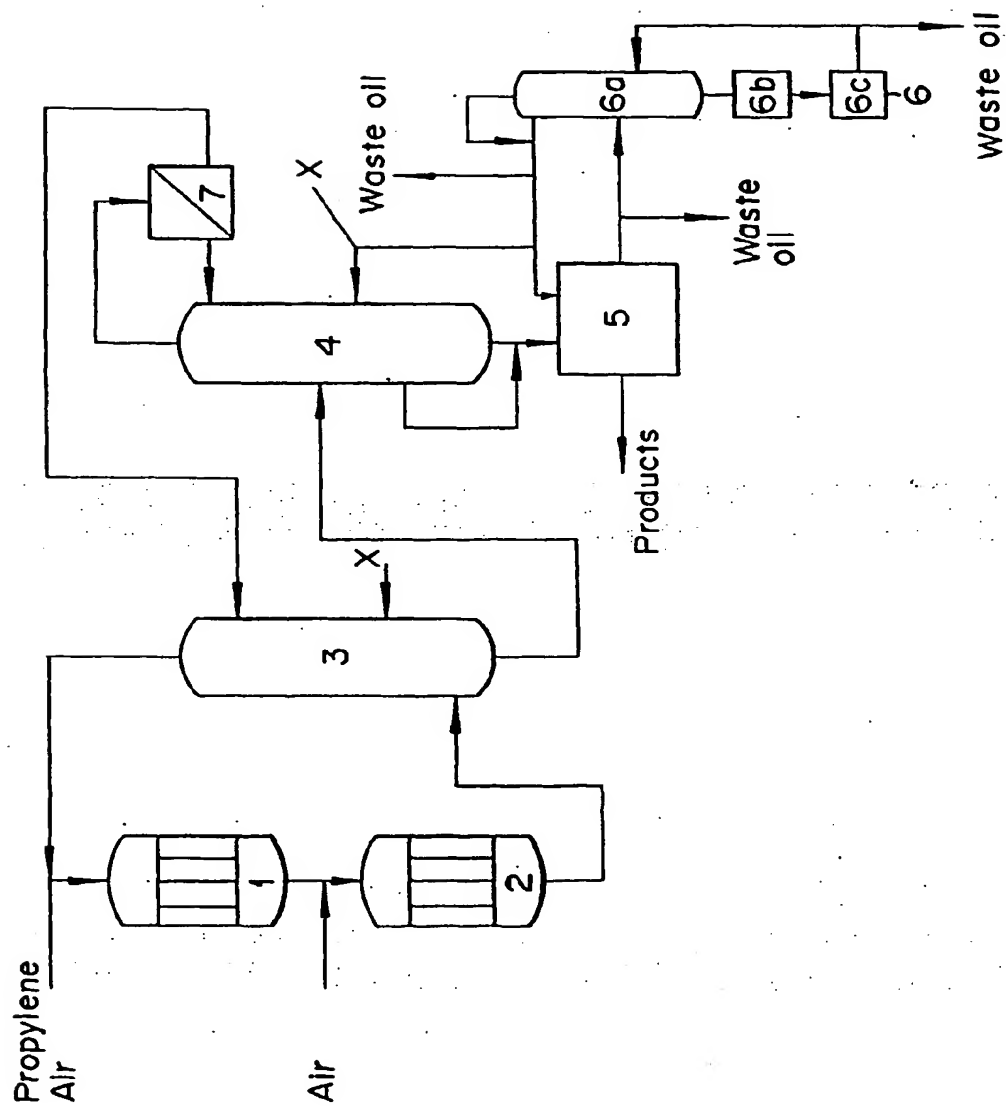 Propylene
Air
Air
1
2
3
X
4
X
7
Products
5
Waste oil
Waste
oil
6a
6b
6c
6
Waste oil